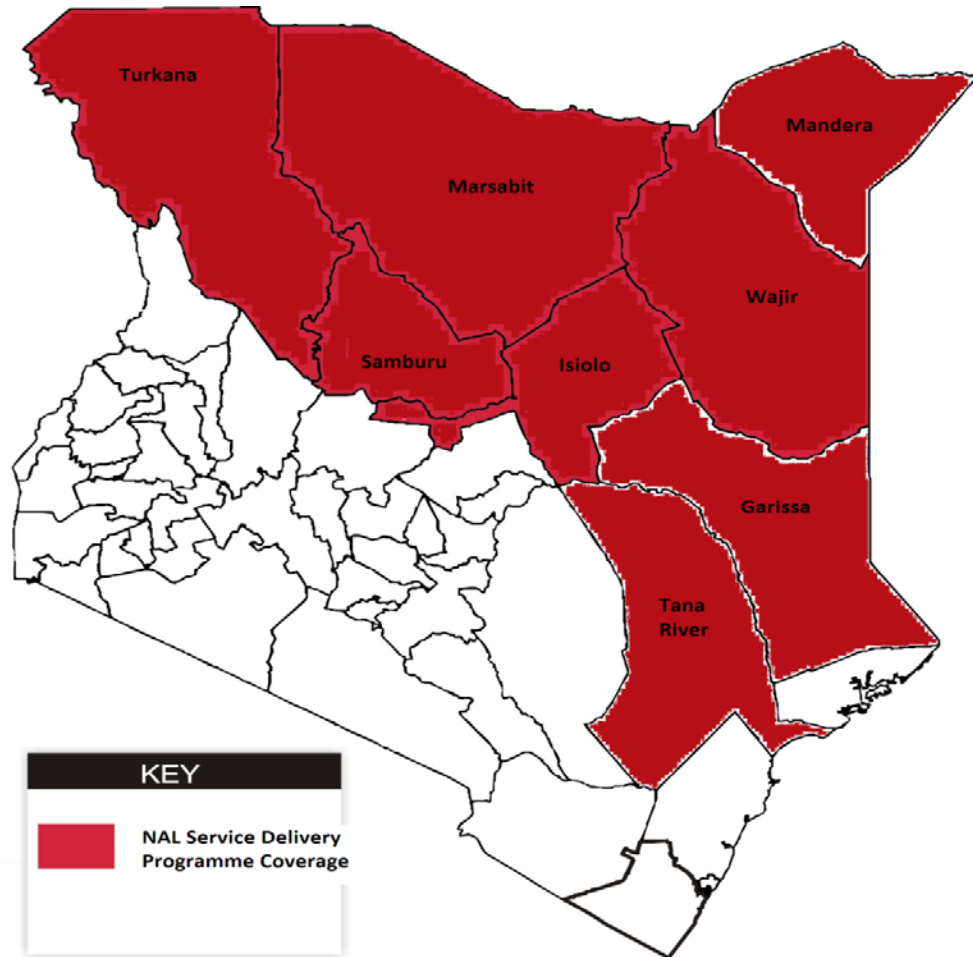 Turkana
Mandera
Marsabit
Wajir
Samburu
Isiolo
Garissa
Tana
River
KEY
NAL Service Delivery
Programme Coverage